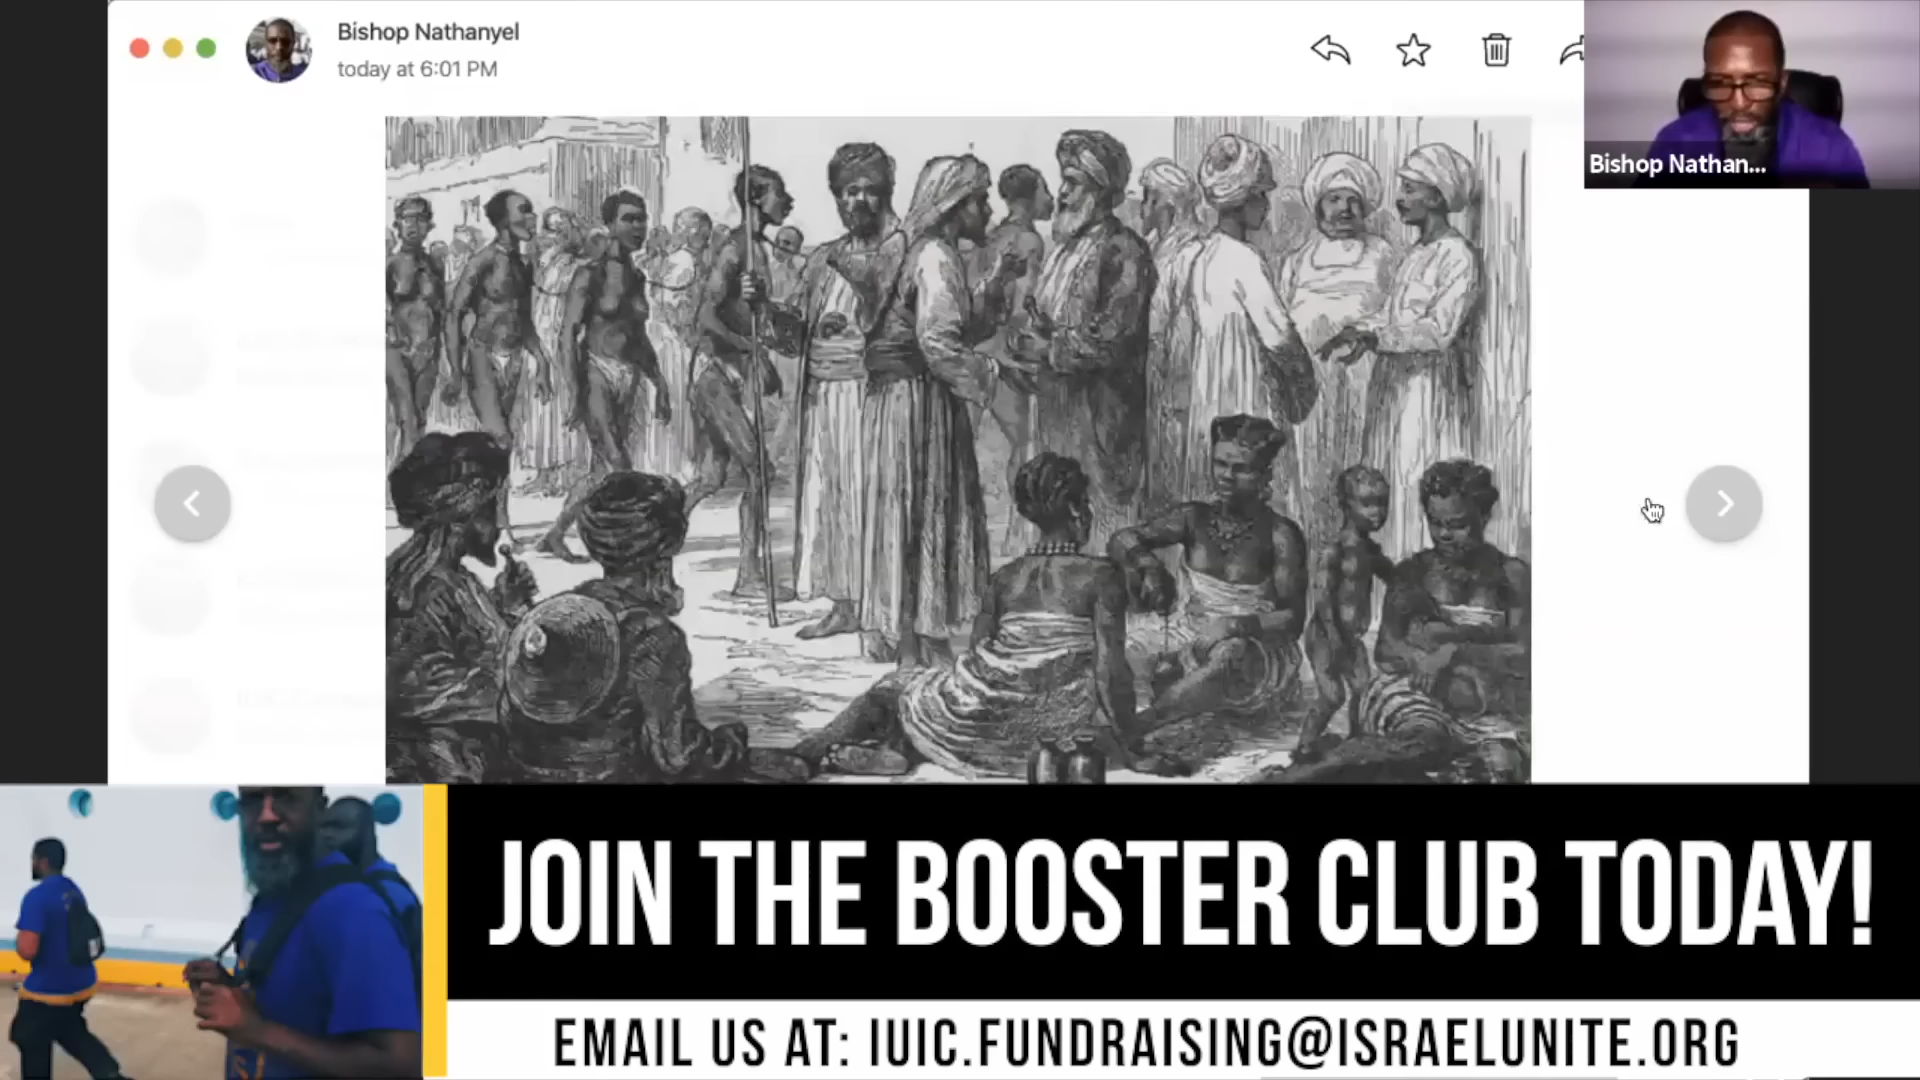 Bishop Nathanyel
today at 6:01 PM
Bishop Nathan...
JOIN THE BOOSTER CLUB TODAY!
EMAIL US AT: IUIC.FUNDRAISING@ISRAELUNITE.ORG